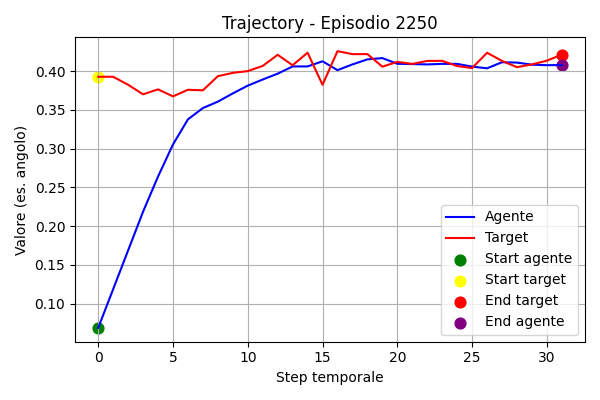 Trajectory - Episodio 2250
Valore (es. angolo)
0.40
0.35
0.30
0.25
0.20
0.15
0.10
0 5 10 15 20 25 30
Step temporale
Agente
Target
Start agente
Start target
End target
End agente